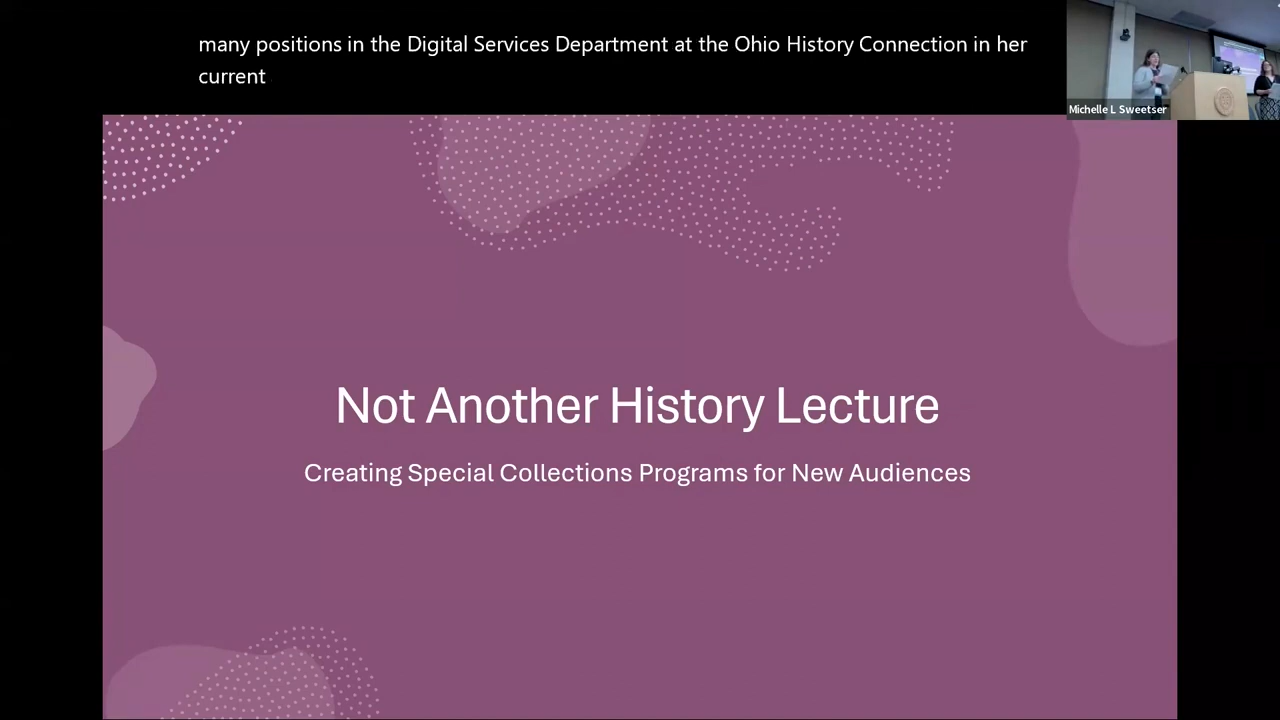 many positions in the Digital Services Department at the Ohio History Connection in her
current
Michelle L Sweetser
Not Another History Lecture
Creating Special Collections Programs for New Audiences